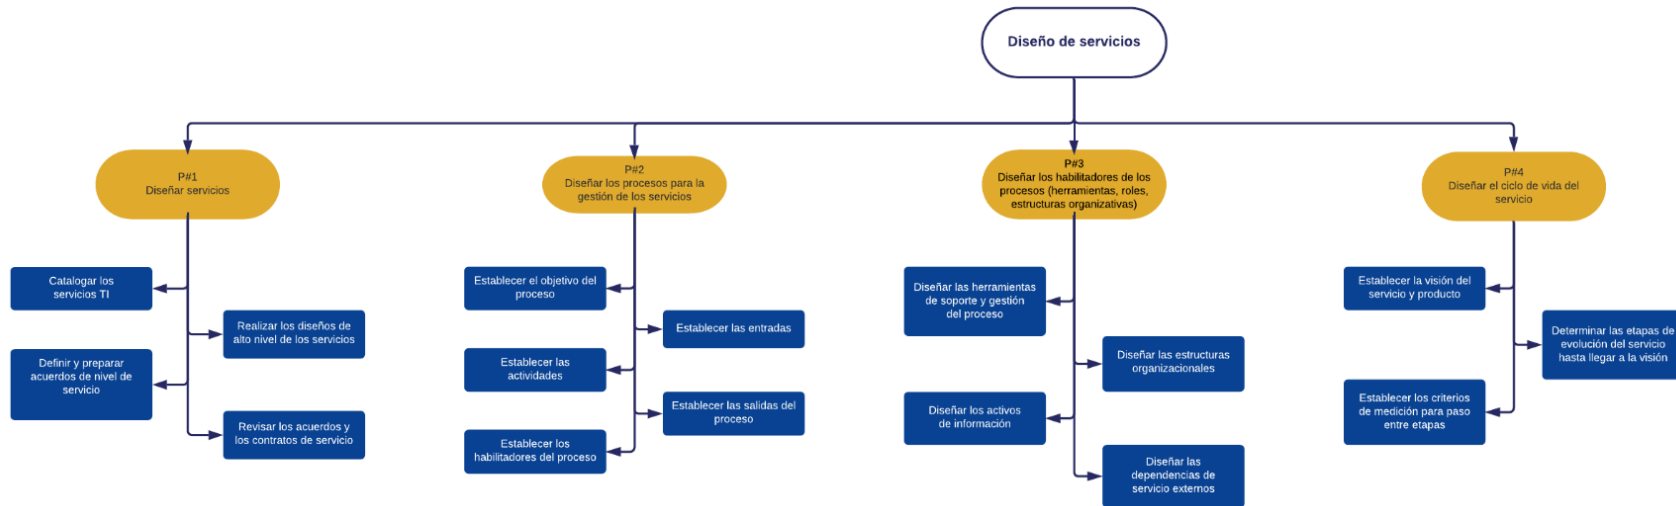 Diseño de servicios
P#1
Diseñar servicios
Catalogar los
servicios TI
Realizar los diseños de
alto nivel de los servicios
Definir y preparar
acuerdos de nivel de
servicio
Revisar los acuerdos y
los contratos de servicio
P#2
Diseñar los procesos para la
gestión de los servicios
Establecer el objetivo del
proceso
Establecer las entradas
Establecer las
actividades
Establecer las salidas del
proceso
Establecer los
habilitadores del proceso
P#3
Diseñar los habilitadores de los
procesos (herramientas, roles,
estructuras organizativas)
Diseñar las herramientas
de soporte y gestión
del proceso
Diseñar las estructuras
organizacionales
Diseñar los activos
de información
Diseñar las
dependencias de
servicio externos
P#4
Diseñar el ciclo de vida del
servicio
Establecer la visión del
servicio y producto
Determinar las etapas de
evolución del servicio
hasta llegar a la visión
Establecer los criterios
de medición para paso
entre etapas